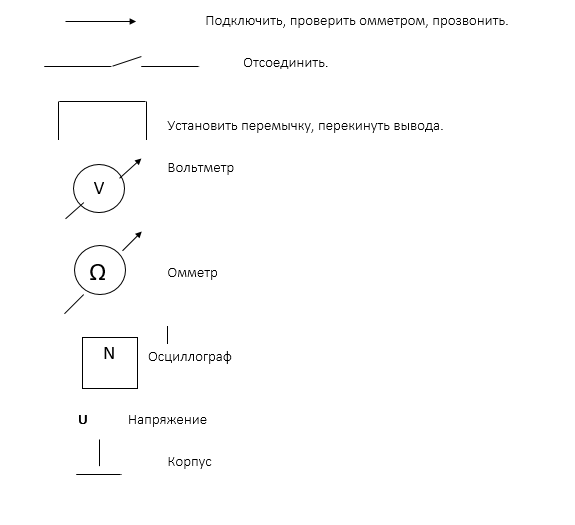 Подключить, проверить омметром, прозвонить.
Отсоединить.
Установить перемычку, перекинуть вывода.
Вольтметр
V
Ω
Омметр
N
Осциллограф
U Напряжение
Корпус